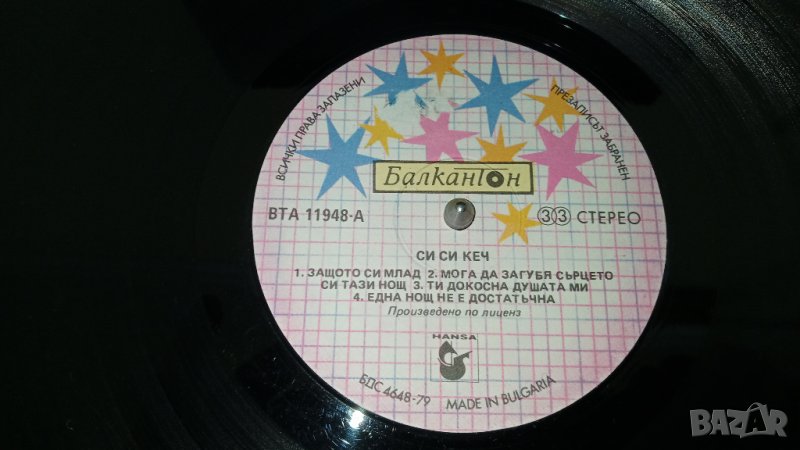 ВСИЧКИ ПРАВА ЗАПАЗЕНИ
ПРЕЗАПИСЪТ ЗАБРАНЕН
Балкантон
ВТА 11948-А
33 СТЕРЕО
СИ СИ КЕЧ
1. ЗАЩОТО СИ МЛАД 2. МОГА ДА ЗАГУБЯ СЪРЦЕТО
СИ ТАЗИ НОЩ 3. ТИ ДОКОСНА ДУШАТА МИ
4. ЕДНА НОЩ НЕ Е ДОСТАТЪЧНА
Произведено по лиценз
HANSA
БДС 4648-79 MADE IN BULGARIA
BAZAR